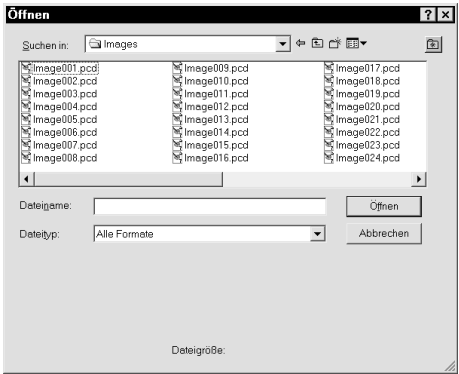 Öffnen
Suchen in: Images
Image001.pcd Image009.pcd Image017.pcd
Image002.pcd Image010.pcd Image018.pcd
Image003.pcd Image011.pcd Image019.pcd
Image004.pcd Image012.pcd Image020.pcd
Image005.pcd Image013.pcd Image021.pcd
Image006.pcd Image014.pcd Image022.pcd
Image007.pcd Image015.pcd Image023.pcd
Image008.pcd Image016.pcd Image024.pcd
Dateiname: Öffnen
Dateityp: Alle Formate Abbrechen
Dateigröße: